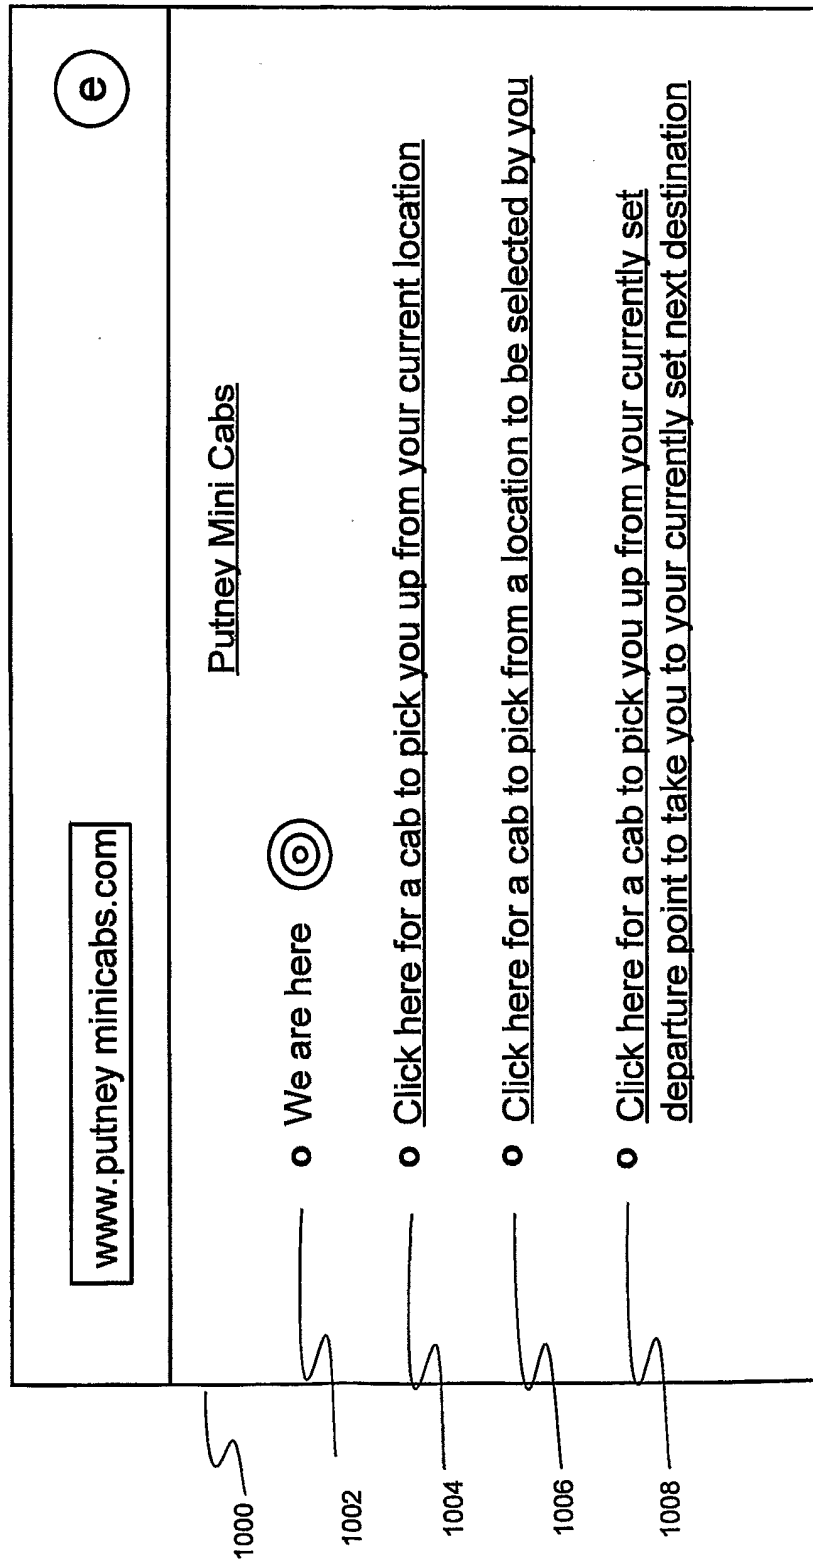 www.putney minicabs.com
e
Putney Mini Cabs
o We are here
o Click here for a cab to pick you up from your current location
o Click here for a cab to pick from a location to be selected by you
o Click here for a cab to pick you up from your currently set
departure point to take you to your currently set next destination
1000
1002
1004
1006
1008